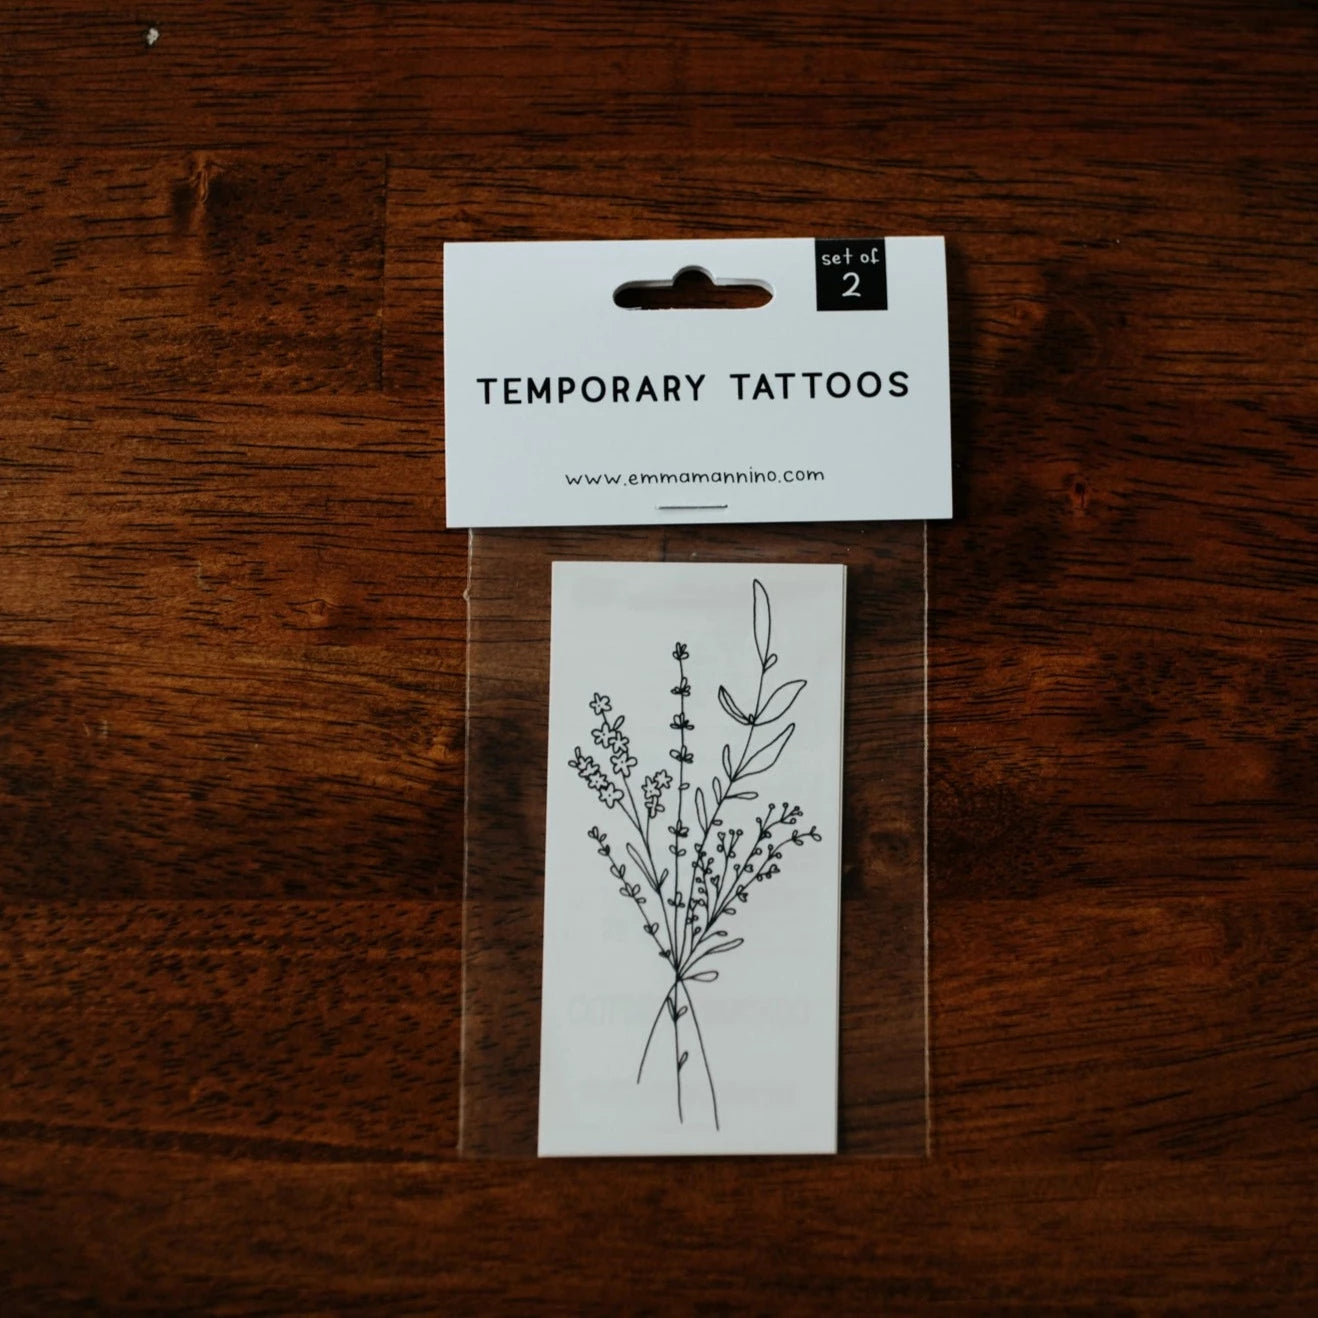 set of
2
TEMPORARY TATTOOS
www.emmamannino.com